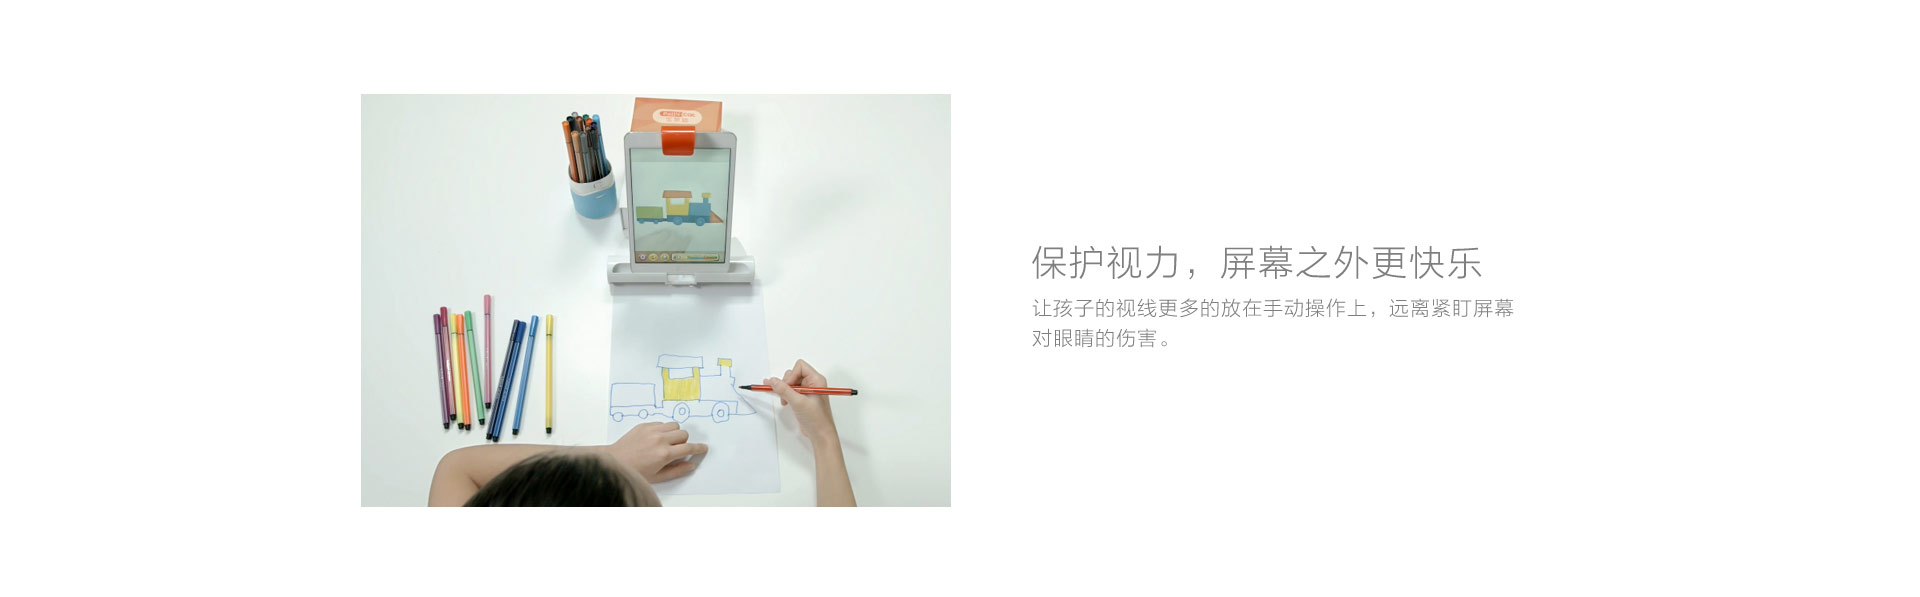 保护视力，屏幕之外更快乐
让孩子的视线更多的放在手动操作上，远离紧盯屏幕
对眼睛的伤害。